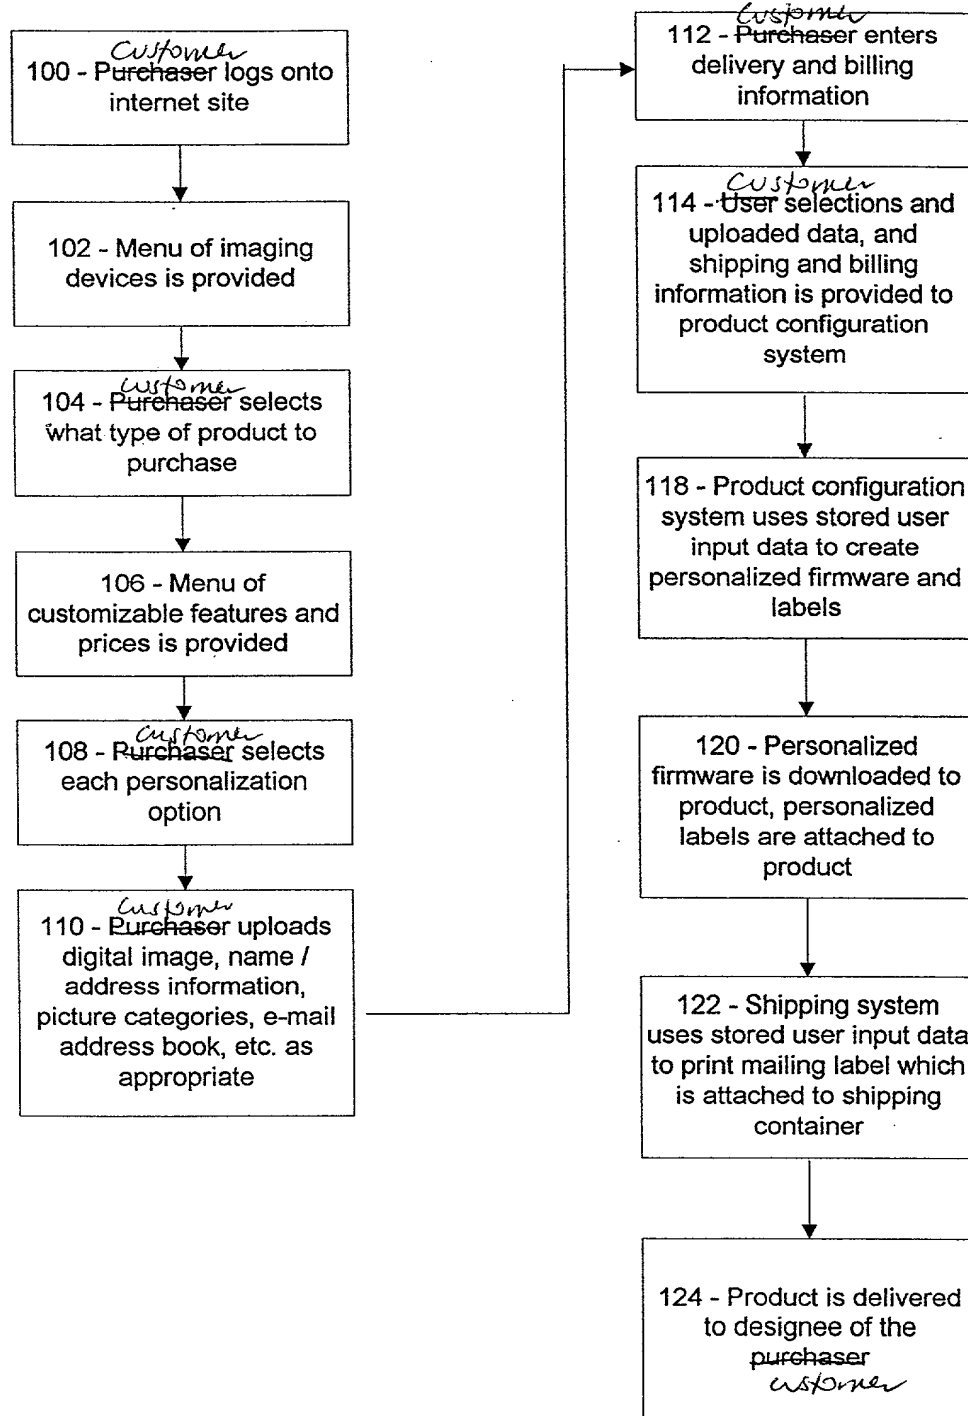 Customer
100 - Purchaser logs onto
internet site
102 - Menu of imaging
devices is provided
customer
104 - Purchaser selects
what type of product to
purchase
106 - Menu of
customizable features and
prices is provided
customer
108 - Purchaser selects
each personalization
option
customer
110 - Purchaser uploads
digital image, name /
address information,
picture categories, e-mail
address book, etc. as
appropriate
customer
112 - Purchaser enters
delivery and billing
information
customer
114 - User selections and
uploaded data, and
shipping and billing
information is provided to
product configuration
system
118 - Product configuration
system uses stored user
input data to create
personalized firmware and
labels
120 - Personalized
firmware is downloaded to
product, personalized
labels are attached to
product
122 - Shipping system
uses stored user input data
to print mailing label which
is attached to shipping
container
124 - Product is delivered
to designee of the
purchaser
customer